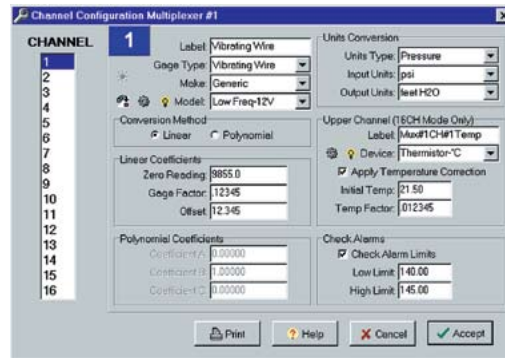 Channel Configuration Multiplexer #1
CHANNEL
1
2
3
4
5
6
7
8
9
10
11
12
13
14
15
16
1
Label: Vibrating Wire
Gage Type: Vibrating Wire
Make: Generic
Model: Low Freq-12V
Conversion Method
Linear Polynomial
Linear Coefficients
Zero Reading: 9855.0
Gage Factor: .12345
Offset: 12.345
Polynomial Coefficients
Coefficient A: 0.00000
Coefficient B: 1.00000
Coefficient C: 0.00000
Units Conversion
Units Type: Pressure
Input Units: psi
Output Units: feet H2O
Upper Channel (16CH Mode Only)
Label: Mux#1CH#1Temp
Device: Thermistor-°C
Apply Temperature Correction
Initial Temp: 21.50
Temp Factor: .012345
Check Alarms
Check Alarm Limits
Low Limit: 140.00
High Limit: 145.00
Print
Help
Cancel
Accept